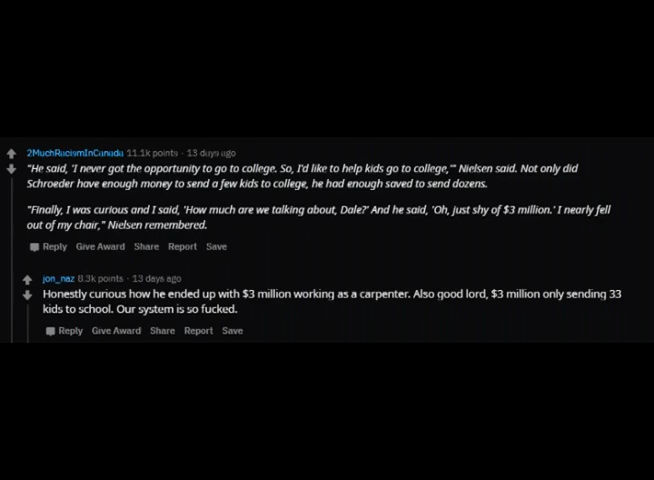 2MuchRacismInCanada 11.1k points · 13 days ago
"He said, 'I never got the opportunity to go to college. So, I'd like to help kids go to college,'" Nielsen said. Not only did
Schroeder have enough money to send a few kids to college, he had enough saved to send dozens.
"Finally, I was curious and I said, 'How much are we talking about, Dale?' And he said, 'Oh, just shy of $3 million.' I nearly fell
out of my chair," Nielsen remembered.
Reply Give Award Share Report Save
jon_naz 8.3k points · 13 days ago
Honestly curious how he ended up with $3 million working as a carpenter. Also good lord, $3 million only sending 33
kids to school. Our system is so fucked.
Reply Give Award Share Report Save